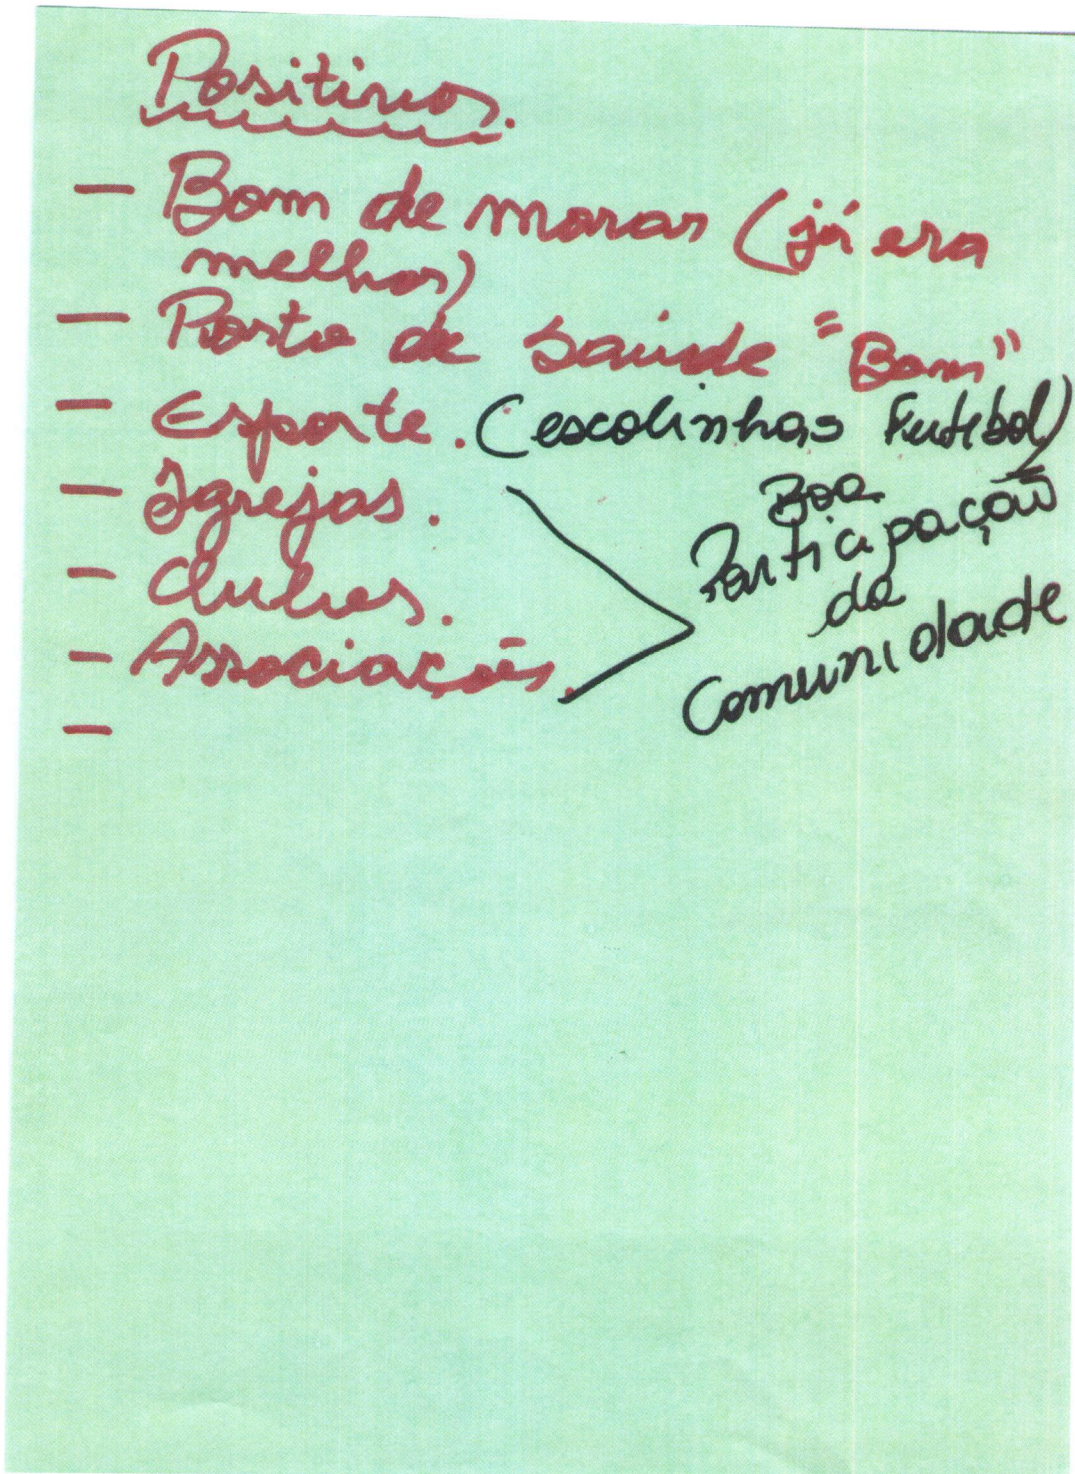 Positivos.
- Bom de morar (já era
melhor)
- Posto de Saúde "Bom"
- Esporte. (escolinhas Futebol)
- Igrejas.
- Clubes.
- Associações.
-
Boa
Participação
da
Comunidade